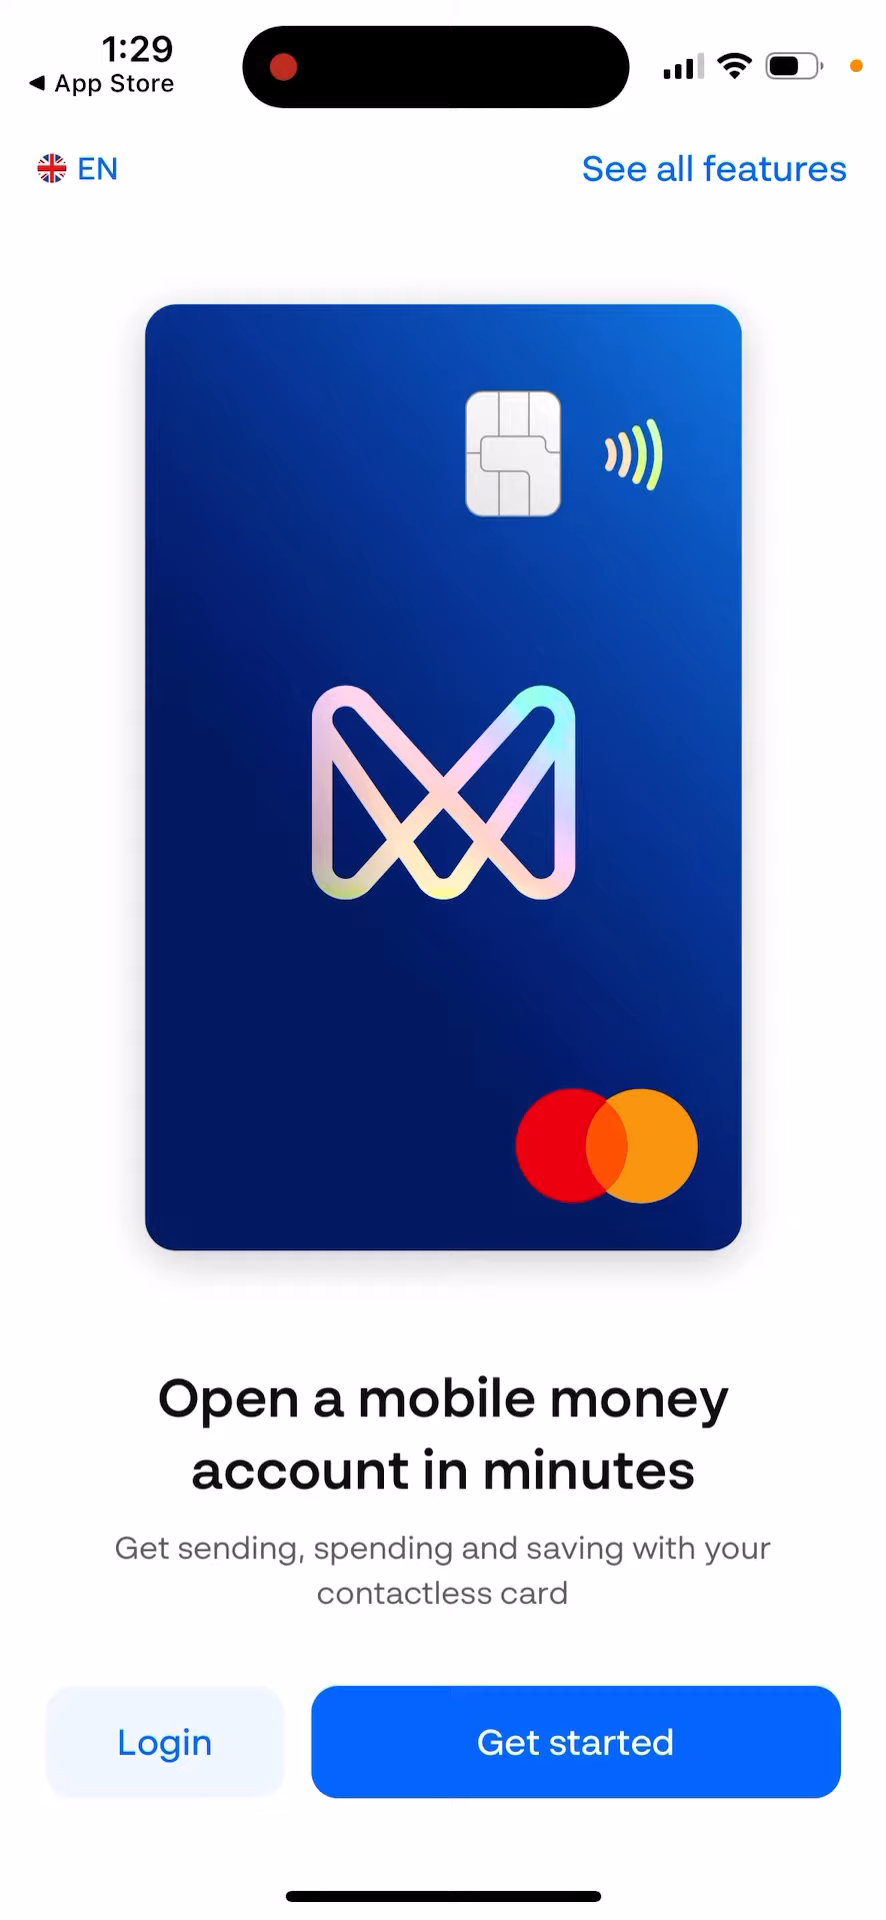 1:29
App Store
EN
See all features
Open a mobile money
account in minutes
Get sending, spending and saving with your
contactless card
Login
Get started